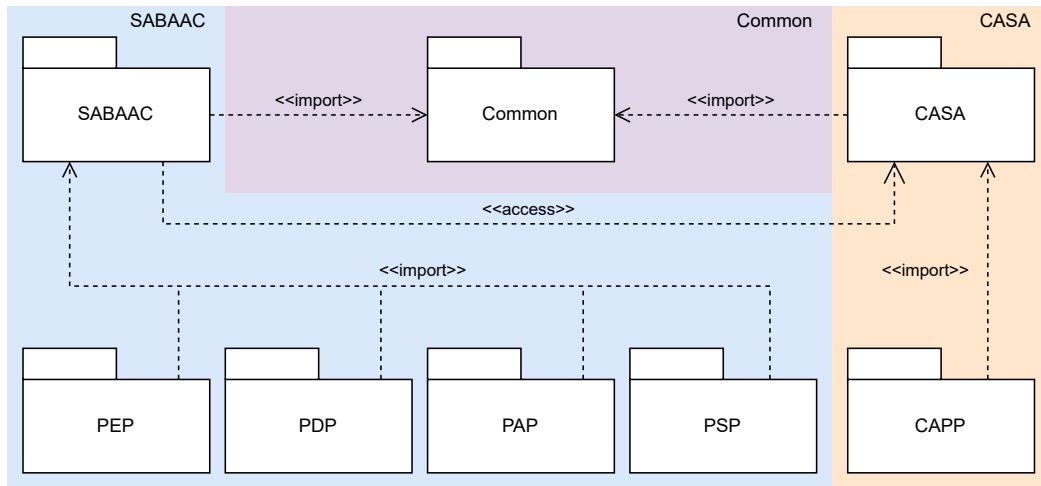 SABAAC
Common
CASA
SABAAC
<<import>>
Common
<<import>>
CASA
<<access>>
<<import>>
<<import>>
PEP
PDP
PAP
PSP
CAPP